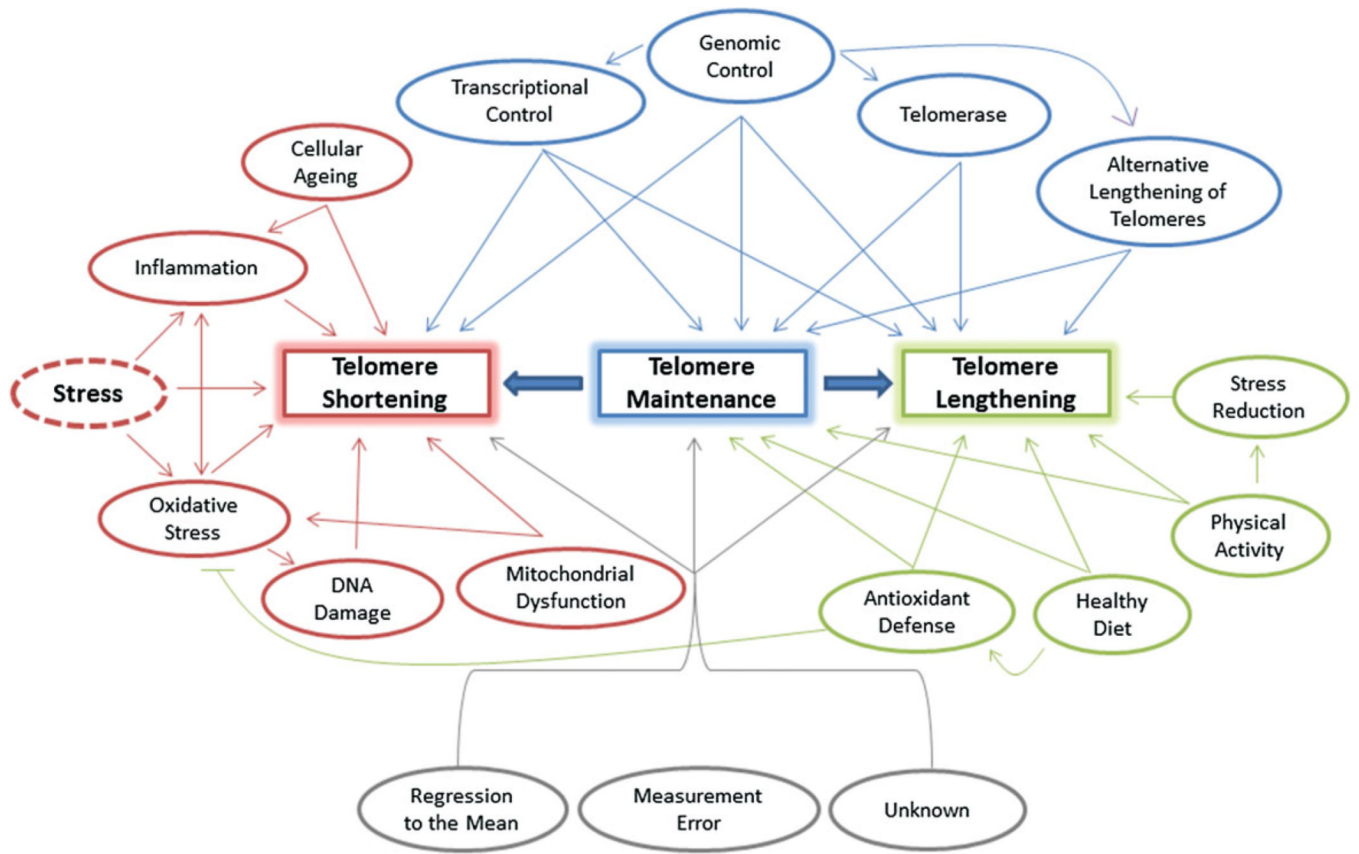 Genomic
Control
Transcriptional
Control
Telomerase
Cellular
Ageing
Alternative
Lengthening of
Telomeres
Inflammation
Stress
Telomere
Shortening
Telomere
Maintenance
Telomere
Lengthening
Stress
Reduction
Oxidative
Stress
Physical
Activity
DNA
Damage
Mitochondrial
Dysfunction
Antioxidant
Defense
Healthy
Diet
Regression
to the Mean
Measurement
Error
Unknown